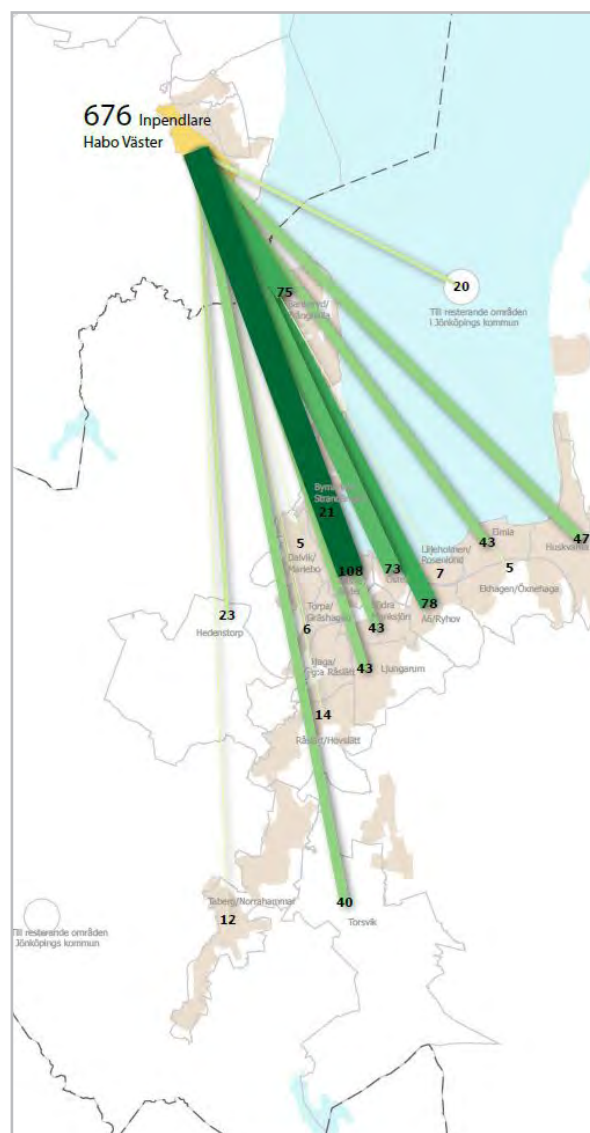 676 Inpendlare
Habo Väster
75
20
Till resterande områden
i Jönköpings kommun
21
5
Dalvik/
Mariebo
108
73
Liljeholmen/
Rosenlund
7
Elmia
43
47
Huskvarna
5
Ekhagen/Öxnehaga
78
A6/Ryhov
23
Hedenstorp
Torpa/
Gräshagen
6
43
43
Ljungarum
14
Råslätt/Hovslätt
Taberg/Norrahammar
12
40
Torsvik
Till resterande områden
Jönköpings kommun